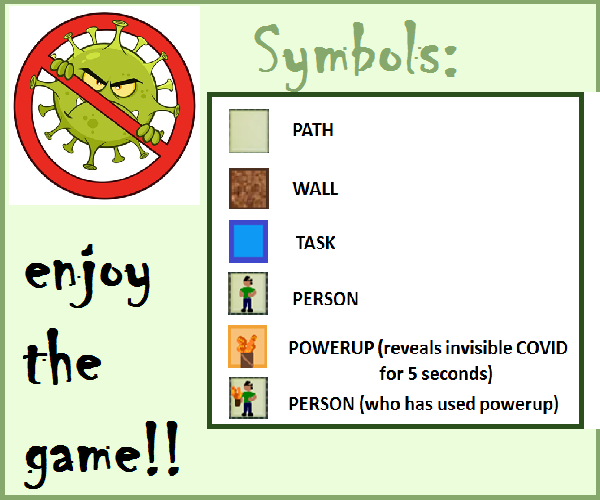 Symbols:
PATH
WALL
TASK
PERSON
POWERUP (reveals invisible COVID
for 5 seconds)
PERSON (who has used powerup)
enjoy
the
game!!